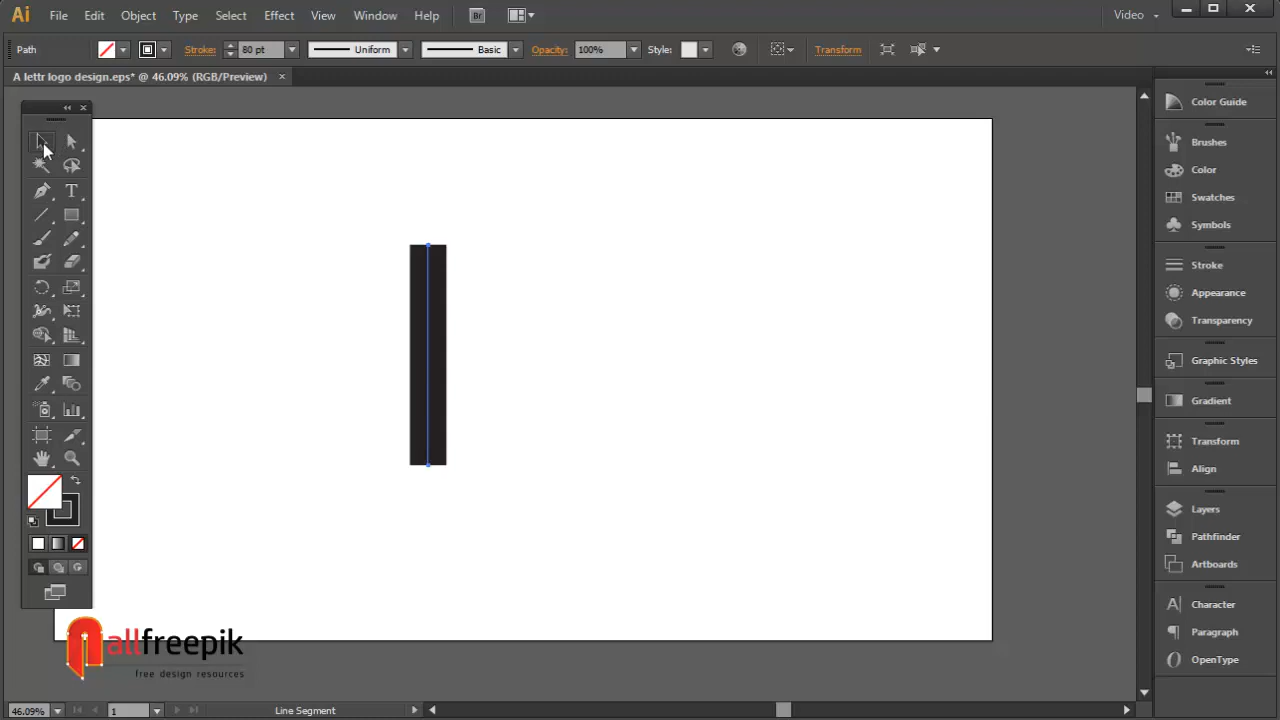 Ai File Edit Object Type Select Effect View Window Help Br Video
Path Stroke: 80 pt Uniform Basic Opacity: 100% Style: Transform
A lettr logo design.eps* @ 46.09% (RGB/Preview)
Color Guide
Brushes
Color
Swatches
Symbols
Stroke
Appearance
Transparency
Graphic Styles
Gradient
Transform
Align
Layers
Pathfinder
Artboards
Character
Paragraph
OpenType
allfreepik
free design resources
46.09% 1 Line Segment